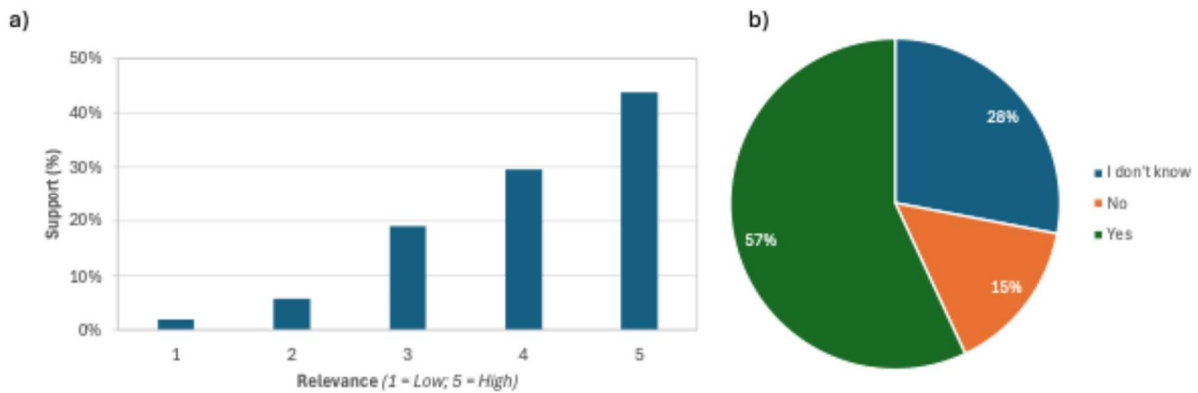 a)
50%
40%
30%
20%
10%
0%
Support (%)
1 2 3 4 5
Relevance (1 = Low; 5 = High)
b)
28%
15%
57%
I don't know
No
Yes